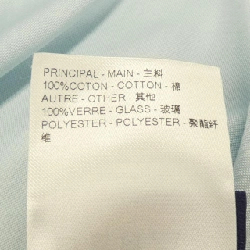 PRINCIPAL - MAIN - 主料
100%COTON - COTTON - 棉
AUTRE - OTHER - 其他
100%VERRE - GLASS - 玻璃
POLYESTER - POLYESTER - 聚酯纤
维